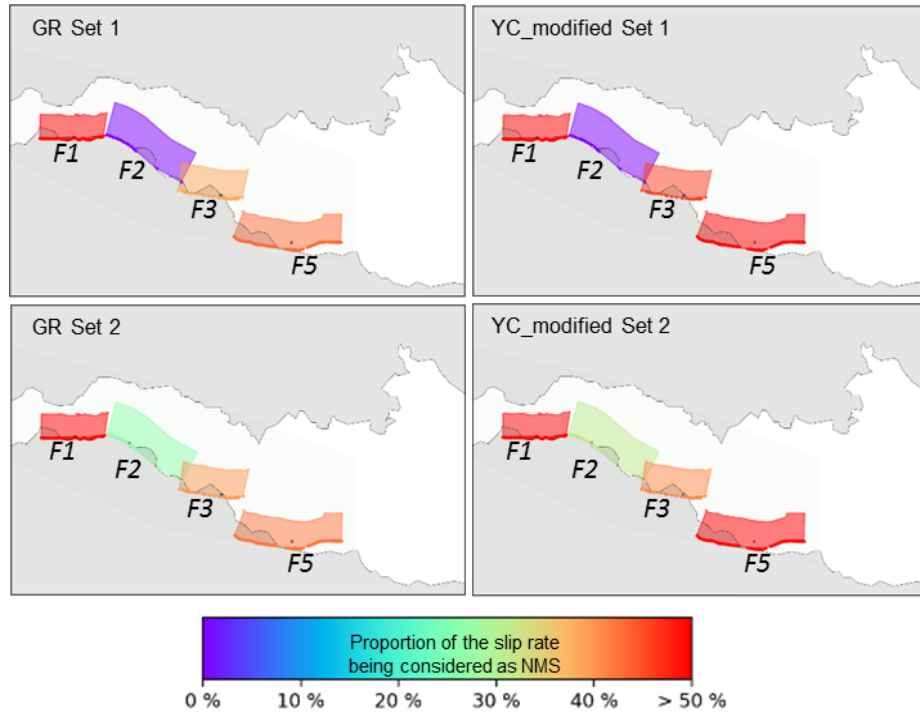 GR Set 1
F1
F2
F3
F5
YC_modified Set 1
F1
F2
F3
F5
GR Set 2
F1
F2
F3
F5
YC_modified Set 2
F1
F2
F3
F5
Proportion of the slip rate
being considered as NMS
0 % 10 % 20 % 30 % 40 % > 50 %